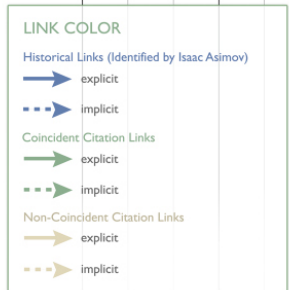 LINK COLOR
Historical Links (Identified by Isaac Asimov)
explicit
implicit
Coincident Citation Links
explicit
implicit
Non-Coincident Citation Links
explicit
implicit